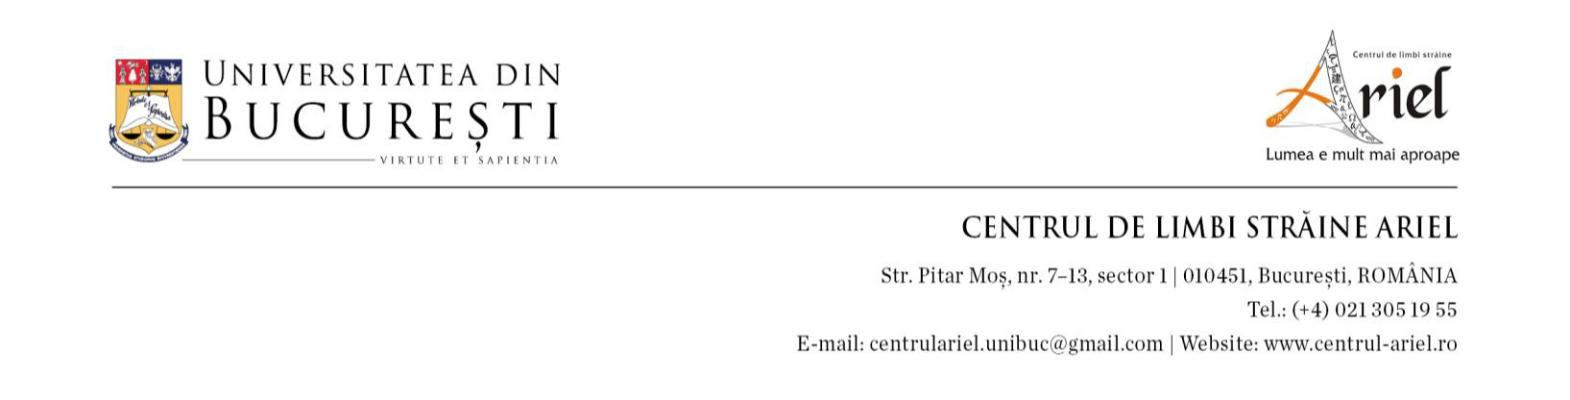 UNIVERSITATEA DIN
BUCUREȘTI
VIRTUTE ET SAPIENTIA
Centrul de limbi străine
Ariel
Lumea e mult mai aproape
CENTRUL DE LIMBI STRĂINE ARIEL
Str. Pitar Moș, nr. 7–13, sector 1 | 010451, București, ROMÂNIA
Tel.: (+4) 021 305 19 55
E-mail: centrulariel.unibuc@gmail.com | Website: www.centrul-ariel.ro